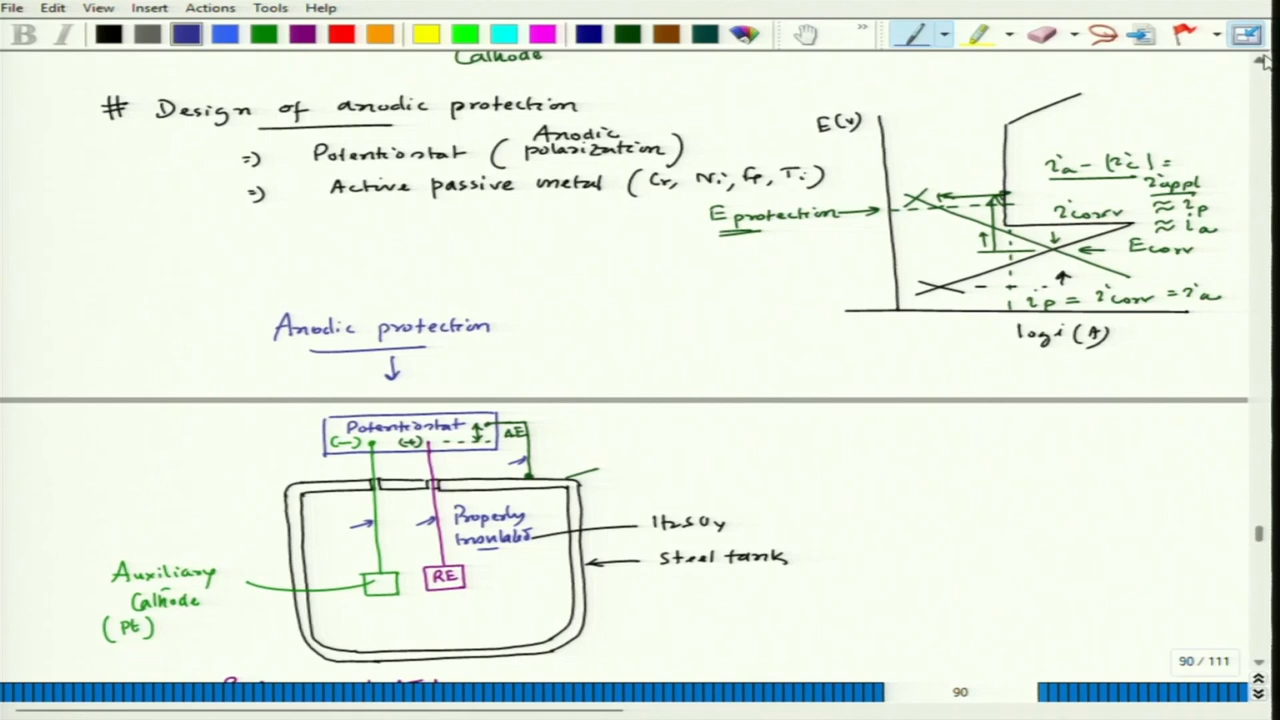 File Edit View Insert Actions Tools Help
B I
Cathode
# Design of anodic protection
=) Potentiostat (Anodic polarization)
=) Active passive metal (Cr, Ni, Fe, Ti)
E(V)
E protection
ia - |ic| =
iappl
≈ ip
≈ ia
icorr
Ecorr
ip = icorr = ia
log i (A)
Anodic protection
Potentiostat
(-) (+) ΔE
Properly
Insulated
H2SO4
Steel tank
RE
Auxiliary
Cathode
(Pt)
90 / 111
90